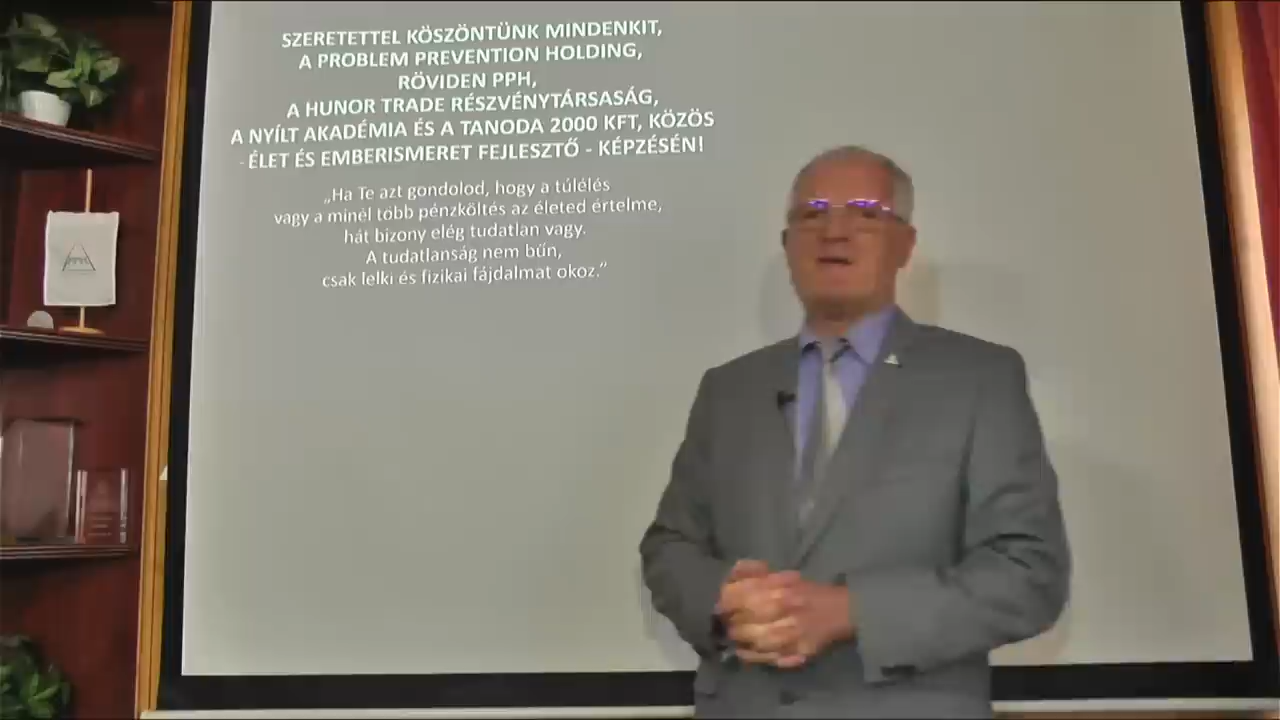 SZERETETTEL KÖSZÖNTÜNK MINDENKIT,
A PROBLEM PREVENTION HOLDING,
RÖVIDEN PPH,
A HUNOR TRADE RÉSZVÉNYTÁRSASÁG,
A NYÍLT AKADÉMIA ÉS A TANODA 2000 KFT, KÖZÖS
- ÉLET ÉS EMBERISMERET FEJLESZTŐ - KÉPZÉSÉN!
„Ha Te azt gondolod, hogy a túlélés
vagy a minél több pénzköltés az életed értelme,
hát bizony elég tudatlan vagy.
A tudatlanság nem bűn,
csak lelki és fizikai fájdalmat okoz.”